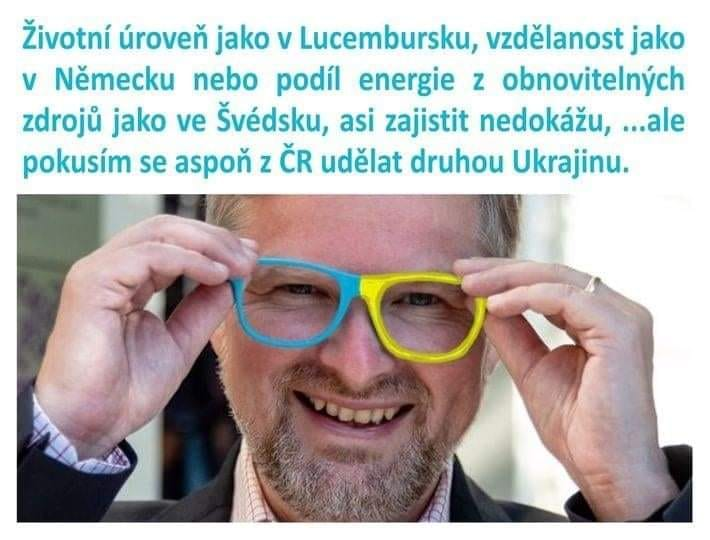 Životní úroveň jako v Lucembursku, vzdělanost jako
v Německu nebo podíl energie z obnovitelných
zdrojů jako ve Švédsku, asi zajistit nedokážu, ...ale
pokusím se aspoň z ČR udělat druhou Ukrajinu.